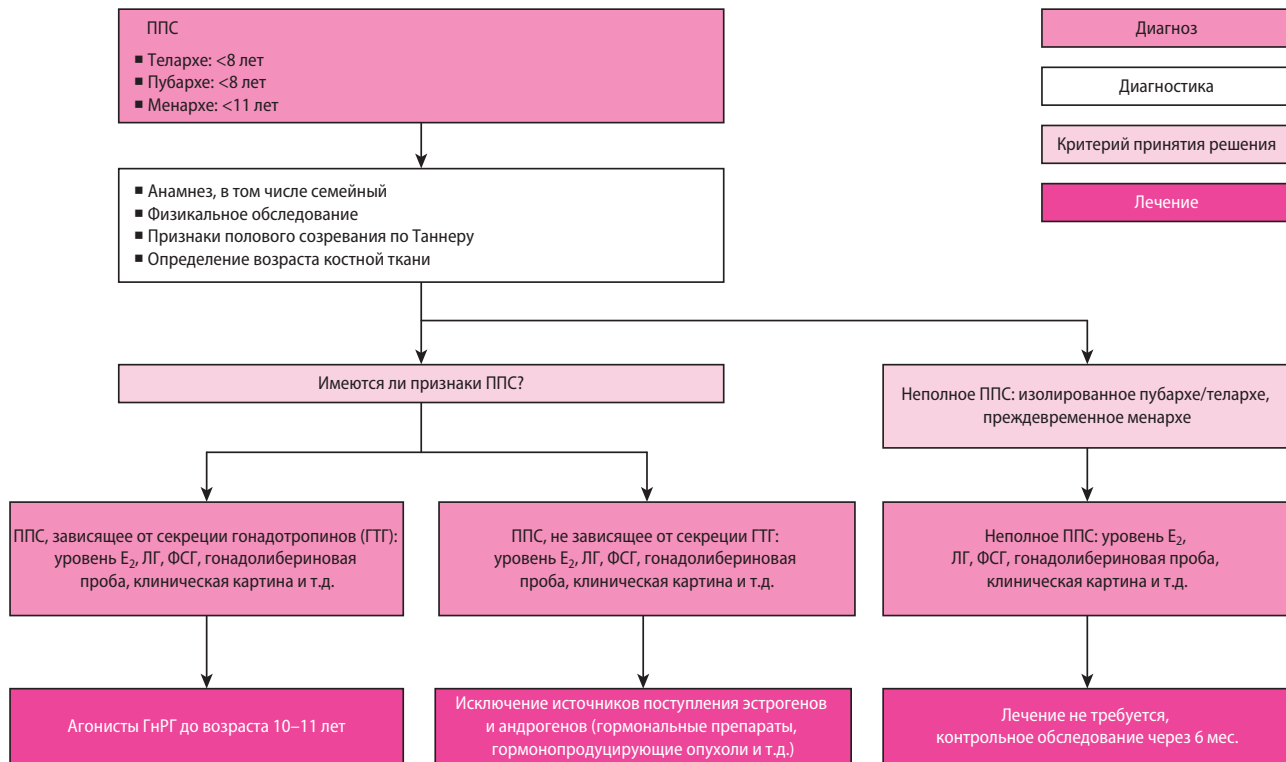 ППС
■ Телархе: <8 лет
■ Пубархе: <8 лет
■ Менархе: <11 лет
Диагноз
Диагностика
Критерий принятия решения
Лечение
■ Анамнез, в том числе семейный
■ Физикальное обследование
■ Признаки полового созревания по Таннеру
■ Определение возраста костной ткани
Имеются ли признаки ППС?
Неполное ППС: изолированное пубархе/телархе,
преждевременное менархе
ППС, зависящее от секреции гонадотропинов (ГТГ):
уровень E₂, ЛГ, ФСГ, гонадолибериновая
проба, клиническая картина и т.д.
ППС, не зависящее от секреции ГТГ:
уровень E₂, ЛГ, ФСГ, гонадолибериновая
проба, клиническая картина и т.д.
Неполное ППС: уровень E₂,
ЛГ, ФСГ, гонадолибериновая проба,
клиническая картина и т.д.
Агонисты ГнРГ до возраста 10–11 лет
Исключение источников поступления эстрогенов
и андрогенов (гормональные препараты,
гормонопродуцирующие опухоли и т.д.)
Лечение не требуется,
контрольное обследование через 6 мес.